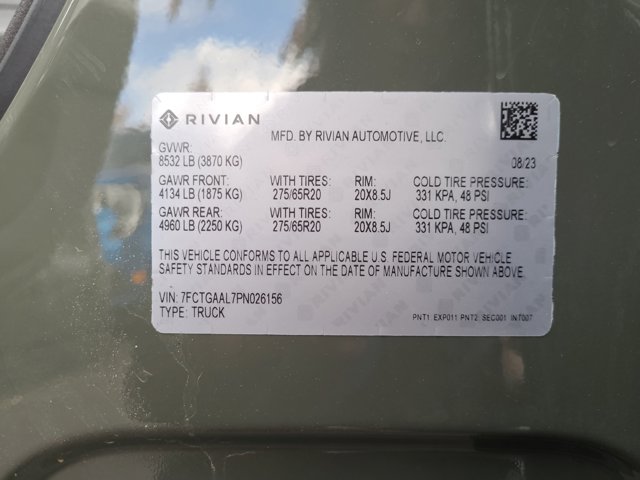 RIVIAN
MFD. BY RIVIAN AUTOMOTIVE, LLC.
GVWR:
8532 LB (3870 KG) 08/23
GAWR FRONT: WITH TIRES: RIM: COLD TIRE PRESSURE:
4134 LB (1875 KG) 275/65R20 20X8.5J 331 KPA, 48 PSI
GAWR REAR: WITH TIRES: RIM: COLD TIRE PRESSURE:
4960 LB (2250 KG) 275/65R20 20X8.5J 331 KPA, 48 PSI
THIS VEHICLE CONFORMS TO ALL APPLICABLE U.S. FEDERAL MOTOR VEHICLE
SAFETY STANDARDS IN EFFECT ON THE DATE OF MANUFACTURE SHOWN ABOVE.
VIN: 7FCTGAAL7PN026156
TYPE: TRUCK
PNT1: EXP011 PNT2: SEC001 INT007